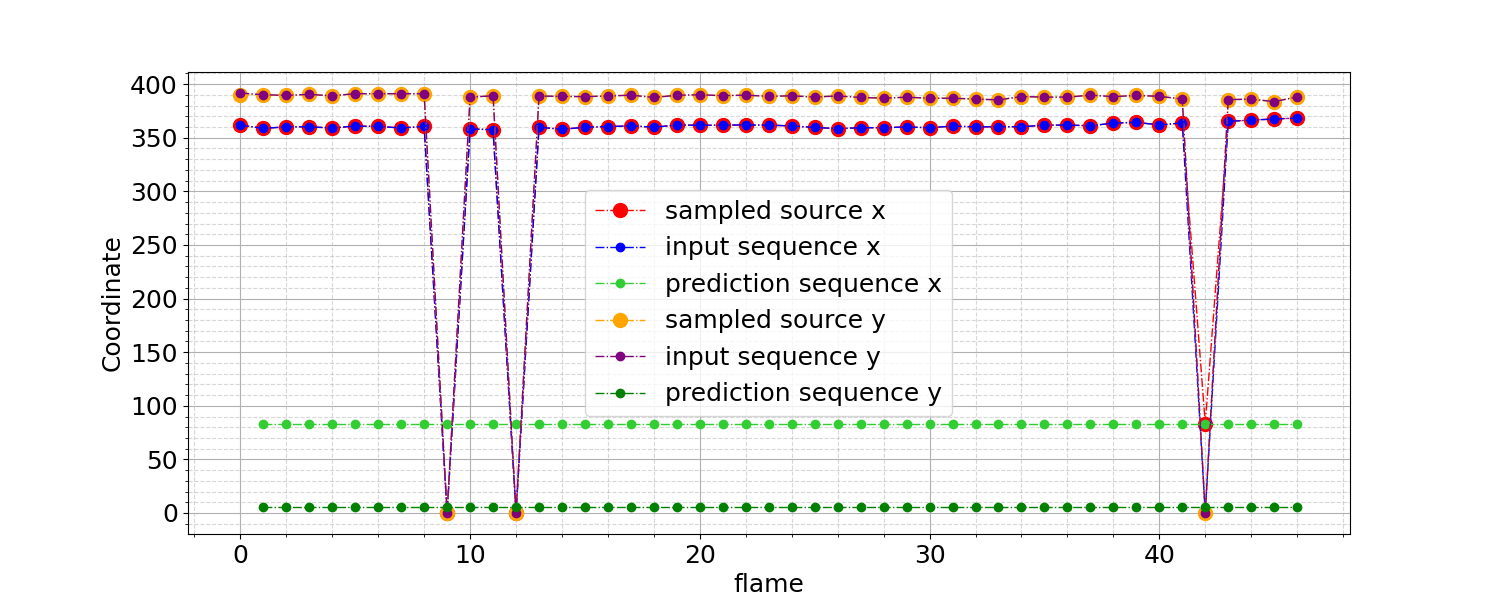 400
350
300
250
200
150
100
50
0
Coordinate
sampled source x
input sequence x
prediction sequence x
sampled source y
input sequence y
prediction sequence y
0 10 20 30 40
flame